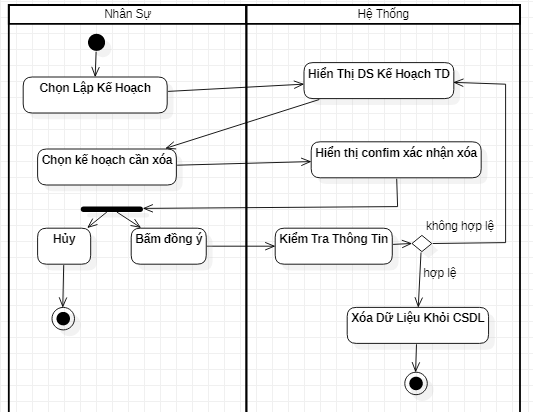 Nhân Sự
Hệ Thống
Chọn Lập Kế Hoạch
Hiển Thị DS Kế Hoạch TD
Chọn kế hoạch cần xóa
Hiển thị confim xác nhận xóa
Hủy
Bấm đồng ý
Kiểm Tra Thông Tin
không hợp lệ
hợp lệ
Xóa Dữ Liệu Khỏi CSDL